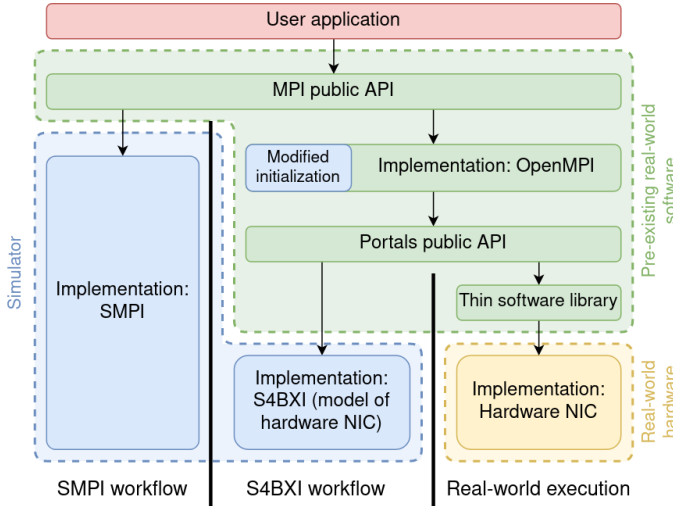 User application
MPI public API
Modified
initialization
Implementation: OpenMPI
Portals public API
Thin software library
Implementation:
SMPI
Implementation:
S4BXI (model of
hardware NIC)
Implementation:
Hardware NIC
Simulator
Pre-existing real-world
software
Real-world
hardware
SMPI workflow
S4BXI workflow
Real-world execution